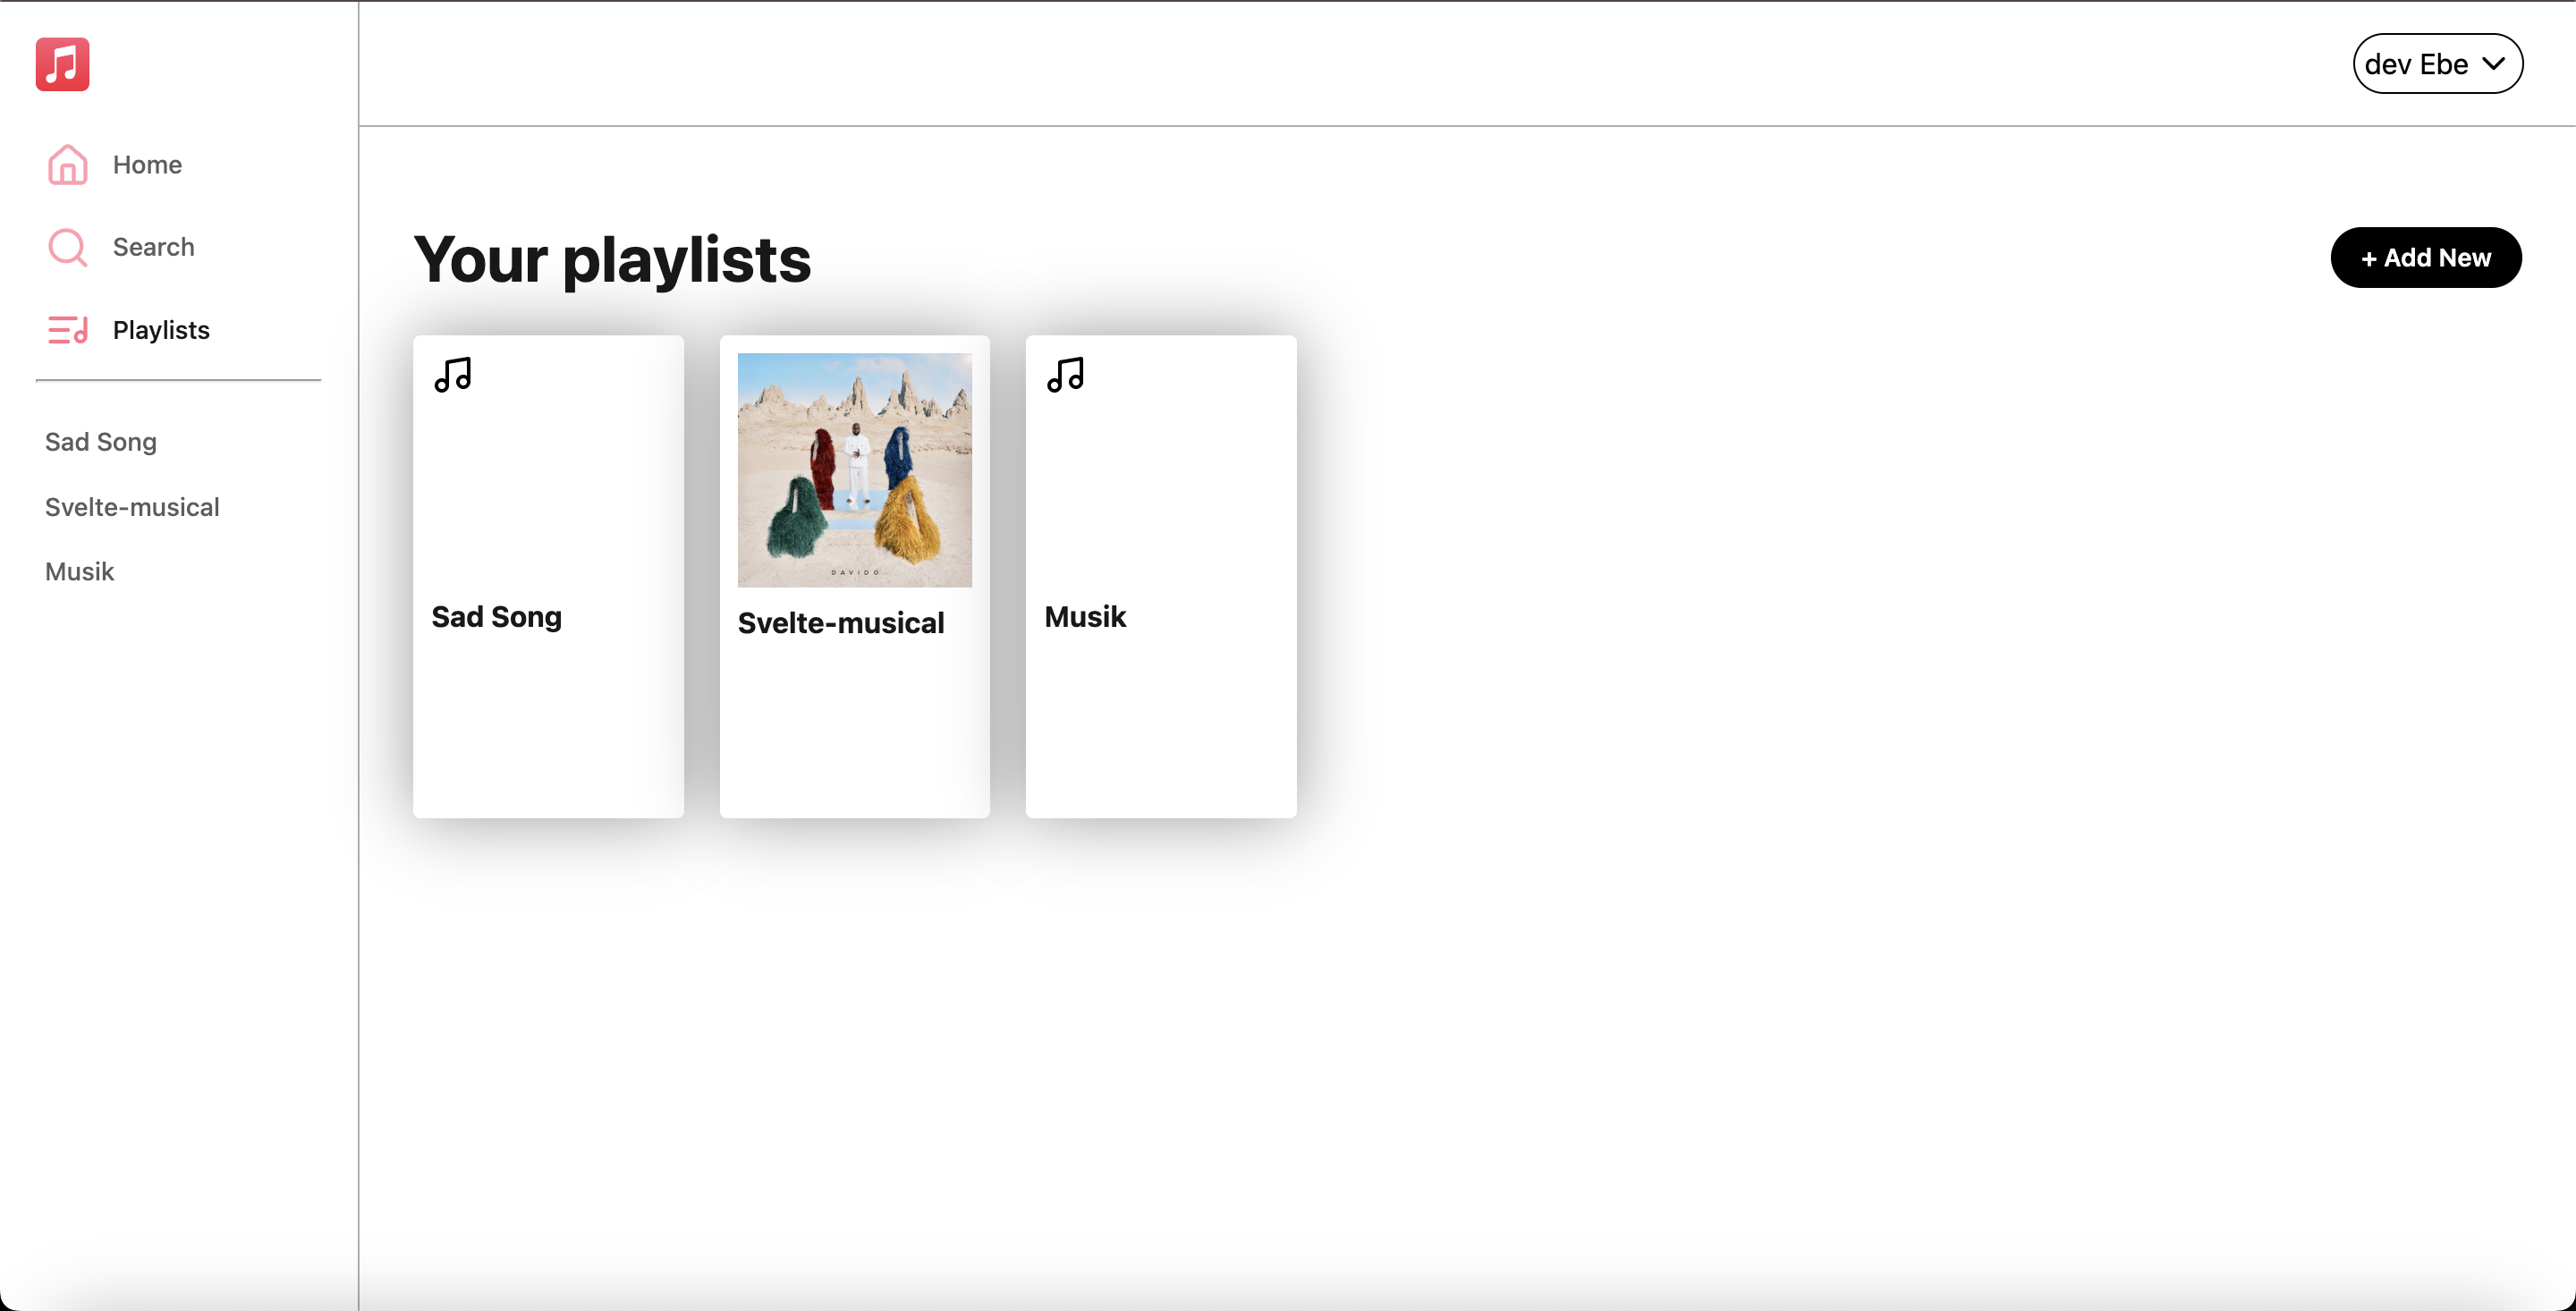 dev Ebe
Home
Search
Playlists
Sad Song
Svelte-musical
Musik
Your playlists
+ Add New
Sad Song
DAVIDO
Svelte-musical
Musik